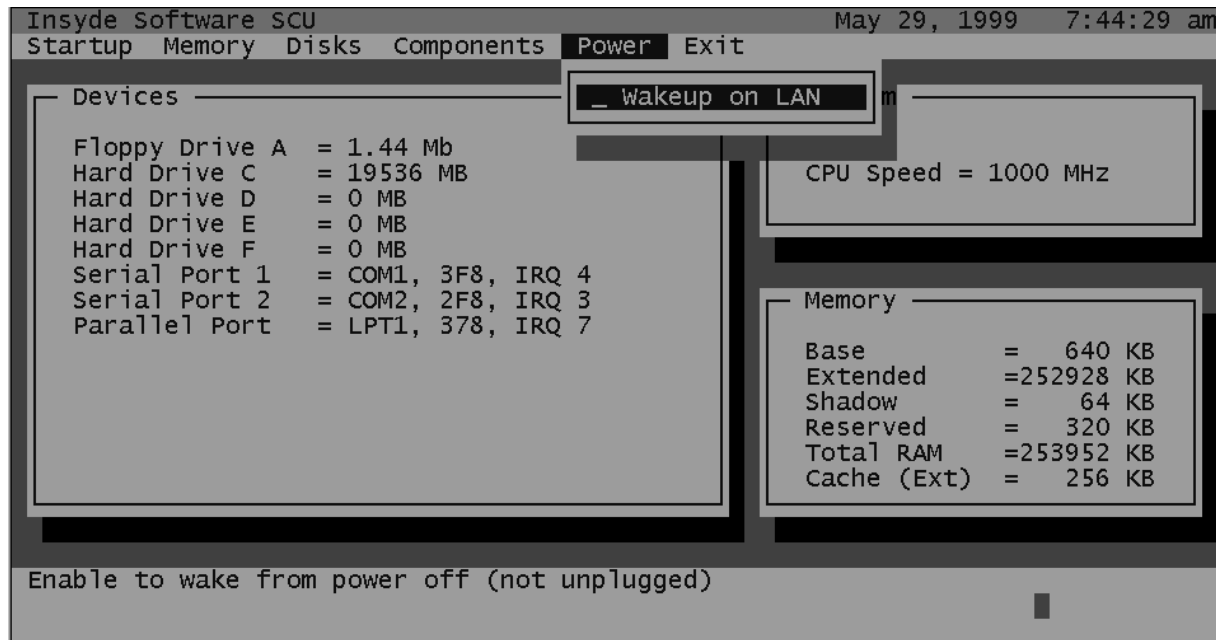 Insyde Software SCU May 29, 1999 7:44:29 am
Startup Memory Disks Components Power Exit
_ Wakeup on LAN
Devices
Floppy Drive A = 1.44 Mb
Hard Drive C = 19536 MB
Hard Drive D = 0 MB
Hard Drive E = 0 MB
Hard Drive F = 0 MB
Serial Port 1 = COM1, 3F8, IRQ 4
Serial Port 2 = COM2, 2F8, IRQ 3
Parallel Port = LPT1, 378, IRQ 7
CPU Speed = 1000 MHz
Memory
Base = 640 KB
Extended =252928 KB
Shadow = 64 KB
Reserved = 320 KB
Total RAM =253952 KB
Cache (Ext) = 256 KB
Enable to wake from power off (not unplugged)